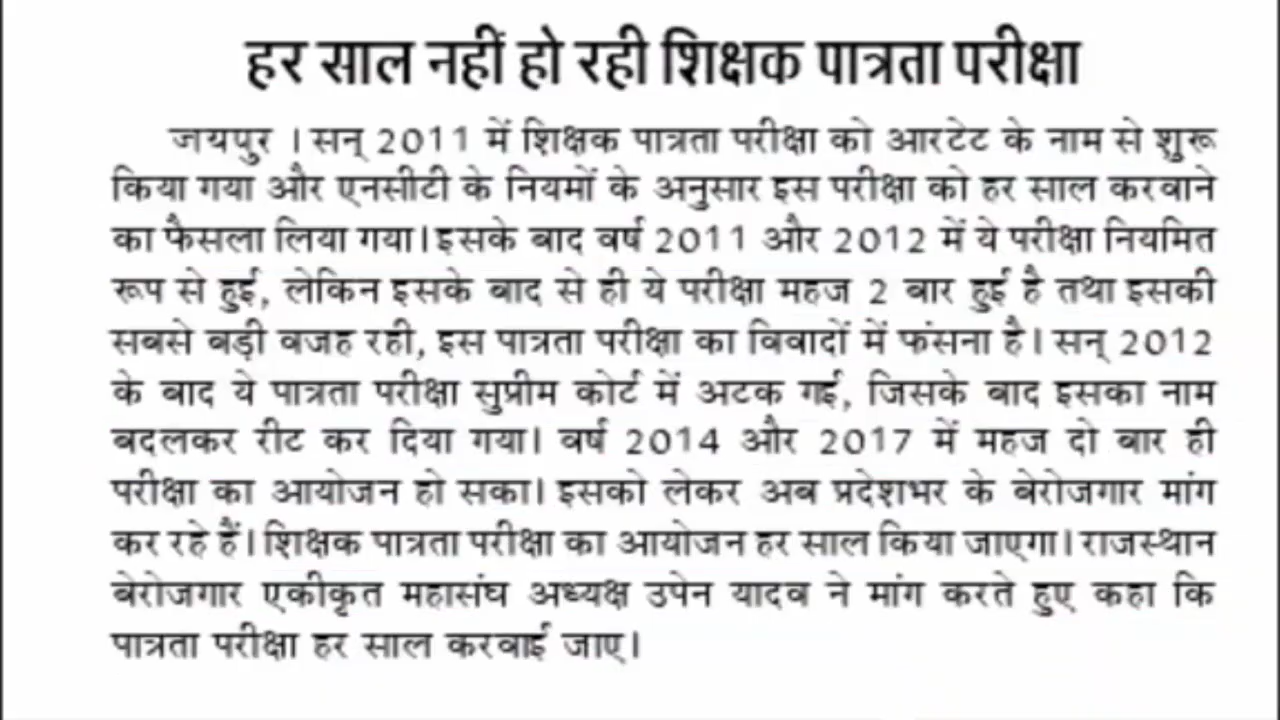 हर साल नहीं हो रही शिक्षक पात्रता परीक्षा
जयपुर । सन् 2011 में शिक्षक पात्रता परीक्षा को आरटेट के नाम से शुरू
किया गया और एनसीटी के नियमों के अनुसार इस परीक्षा को हर साल करवाने
का फैसला लिया गया। इसके बाद वर्ष 2011 और 2012 में ये परीक्षा नियमित
रूप से हुई, लेकिन इसके बाद से ही ये परीक्षा महज 2 बार हुई है तथा इसकी
सबसे बड़ी वजह रही, इस पात्रता परीक्षा का विवादों में फंसना है। सन् 2012
के बाद ये पात्रता परीक्षा सुप्रीम कोर्ट में अटक गई, जिसके बाद इसका नाम
बदलकर रीट कर दिया गया। वर्ष 2014 और 2017 में महज दो बार ही
परीक्षा का आयोजन हो सका। इसको लेकर अब प्रदेशभर के बेरोजगार मांग
कर रहे हैं। शिक्षक पात्रता परीक्षा का आयोजन हर साल किया जाएगा। राजस्थान
बेरोजगार एकीकृत महासंघ अध्यक्ष उपेन यादव ने मांग करते हुए कहा कि
पात्रता परीक्षा हर साल करवाई जाए।